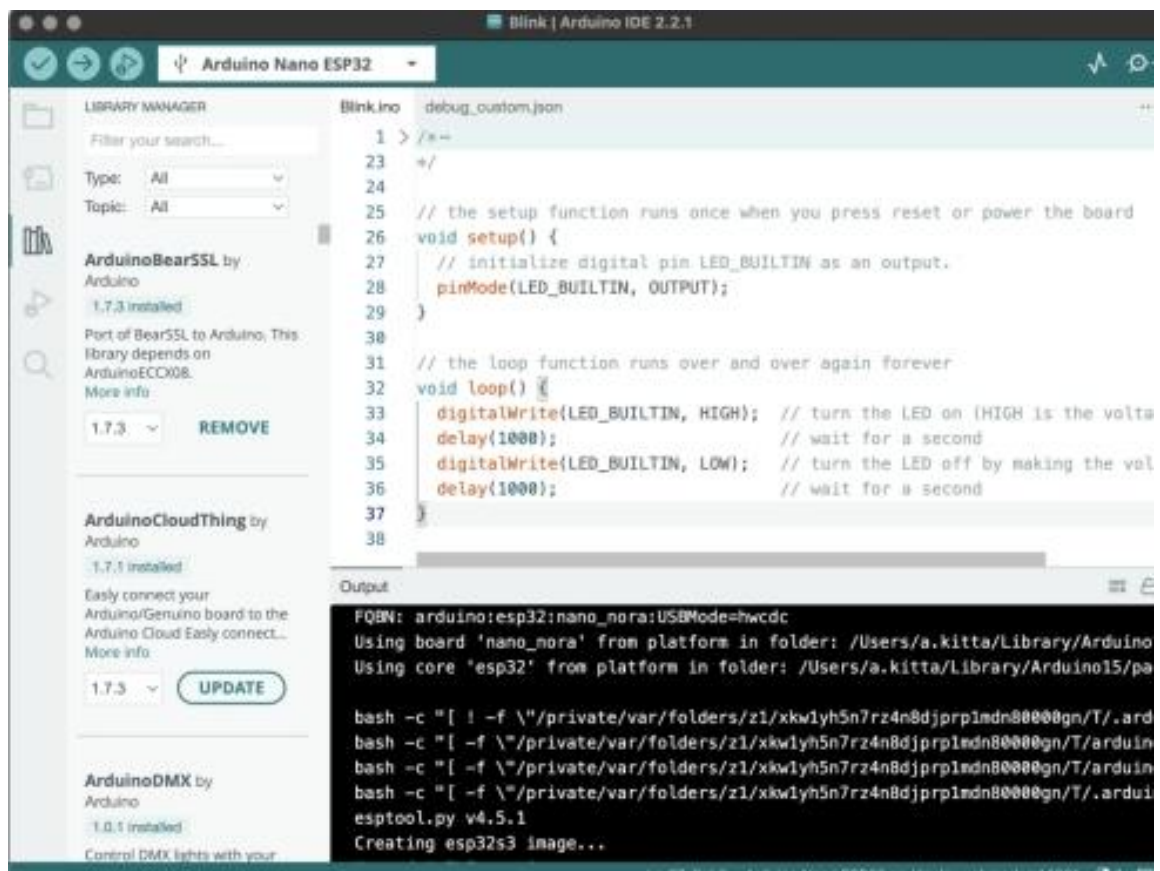 Blink | Arduino IDE 2.2.1
Arduino Nano ESP32
LIBRARY MANAGER
Filter your search...
Type: All
Topic: All
ArduinoBearSSL by
Arduino
1.7.3 installed
Port of BearSSL to Arduino. This
library depends on
ArduinoECCX08.
More info
1.7.3
REMOVE
ArduinoCloudThing by
Arduino
1.7.1 installed
Easly connect your
Arduino/Genuino board to the
Arduino Cloud Easly connect...
More info
1.7.3
UPDATE
ArduinoDMX by
Arduino
1.0.1 installed
Control DMX lights with your
Blink.ino debug_custom.json
1 /*
23 */
24
25 // the setup function runs once when you press reset or power the board
26 void setup() {
27 // initialize digital pin LED_BUILTIN as an output.
28 pinMode(LED_BUILTIN, OUTPUT);
29 }
30
31 // the loop function runs over and over again forever
32 void loop() {
33 digitalWrite(LED_BUILTIN, HIGH); // turn the LED on (HIGH is the volta
34 delay(1000); // wait for a second
35 digitalWrite(LED_BUILTIN, LOW); // turn the LED off by making the vol
36 delay(1000); // wait for a second
37 }
38
Output
FQBN: arduino:esp32:nano_nora:USBMode=hwcdc
Using board 'nano_nora' from platform in folder: /Users/a.kitta/Library/Arduino
Using core 'esp32' from platform in folder: /Users/a.kitta/Library/Arduino15/pa
bash -c "[ ! -f \"/private/var/folders/z1/xkw1yh5n7rz4n8djprp1mdn80000gn/T/.ard
bash -c "[ -f \"/private/var/folders/z1/xkw1yh5n7rz4n8djprp1mdn80000gn/T/arduin
bash -c "[ -f \"/private/var/folders/z1/xkw1yh5n7rz4n8djprp1mdn80000gn/T/arduin
bash -c "[ -f \"/private/var/folders/z1/xkw1yh5n7rz4n8djprp1mdn80000gn/T/.ardui
esptool.py v4.5.1
Creating esp32s3 image...